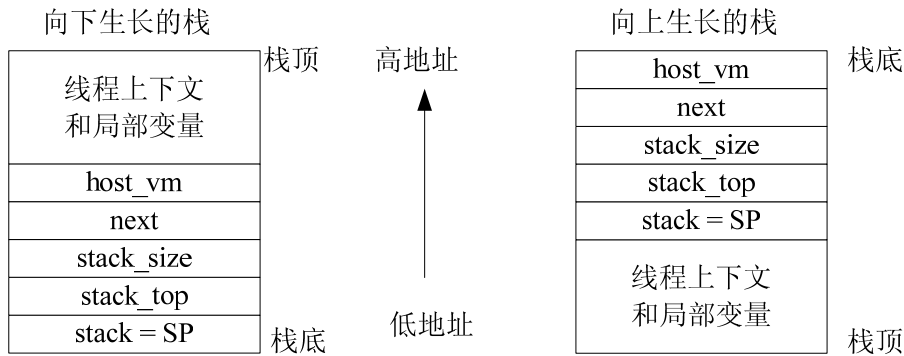 向下生长的栈
栈顶
线程上下文
和局部变量
host_vm
next
stack_size
stack_top
stack = SP
栈底
高地址
低地址
向上生长的栈
栈底
host_vm
next
stack_size
stack_top
stack = SP
线程上下文
和局部变量
栈顶